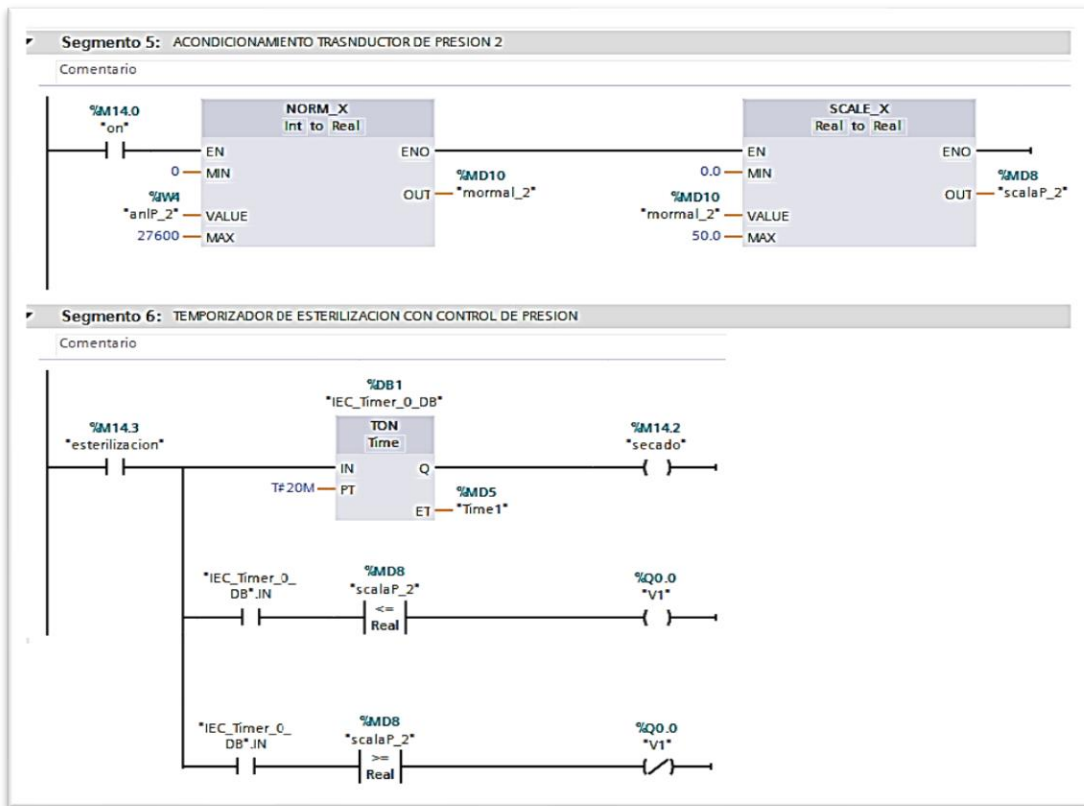 Segmento 5: ACONDICIONAMIENTO TRASNDUCTOR DE PRESION 2
Comentario
%M14.0
"on"
NORM_X
Int to Real
EN
ENO
0
MIN
%IW4
"anlP_2"
VALUE
27600
MAX
OUT
%MD10
"mormal_2"
SCALE_X
Real to Real
EN
ENO
0.0
MIN
%MD10
"mormal_2"
VALUE
50.0
MAX
OUT
%MD8
"scalaP_2"
Segmento 6: TEMPORIZADOR DE ESTERILIZACION CON CONTROL DE PRESION
Comentario
%M14.3
"esterilizacion"
%DB1
"IEC_Timer_0_DB"
TON
Time
IN
Q
T#20M
PT
ET
%MD5
"Time1"
%M14.2
"secado"
"IEC_Timer_0_
DB".IN
%MD8
"scalaP_2"
<=
Real
%Q0.0
"V1"
"IEC_Timer_0_
DB".IN
%MD8
"scalaP_2"
>=
Real
%Q0.0
"V1"